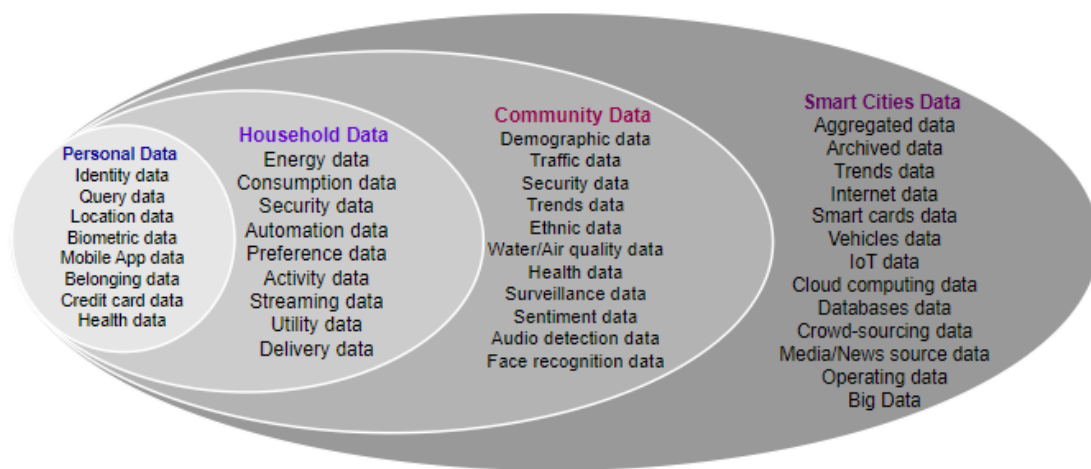 Personal Data
Identity data
Query data
Location data
Biometric data
Mobile App data
Belonging data
Credit card data
Health data
Household Data
Energy data
Consumption data
Security data
Automation data
Preference data
Activity data
Streaming data
Utility data
Delivery data
Community Data
Demographic data
Traffic data
Security data
Trends data
Ethnic data
Water/Air quality data
Health data
Surveillance data
Sentiment data
Audio detection data
Face recognition data
Smart Cities Data
Aggregated data
Archived data
Trends data
Internet data
Smart cards data
Vehicles data
IoT data
Cloud computing data
Databases data
Crowd-sourcing data
Media/News source data
Operating data
Big Data